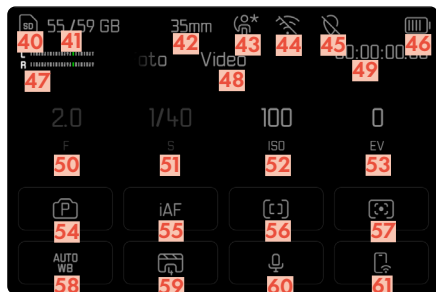 SD 55/59 GB 35mm
40 41 42 43 44 45 46
L
R
oto Video 00:00:00.00
47 48 49
2.0 1/40 100 0
F S ISO EV
50 51 52 53
P iAF
54 55 56 57
AUTO
WB
58 59 60 61